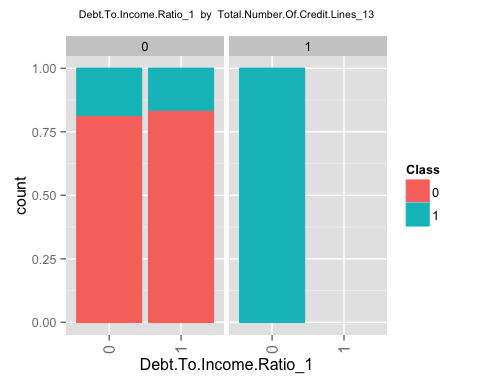 Debt.To.Income.Ratio_1 by Total.Number.Of.Credit.Lines_13
0 1
1.00
0.75
0.50
0.25
0.00
count
0 1 0 1
Debt.To.Income.Ratio_1
Class
0
1